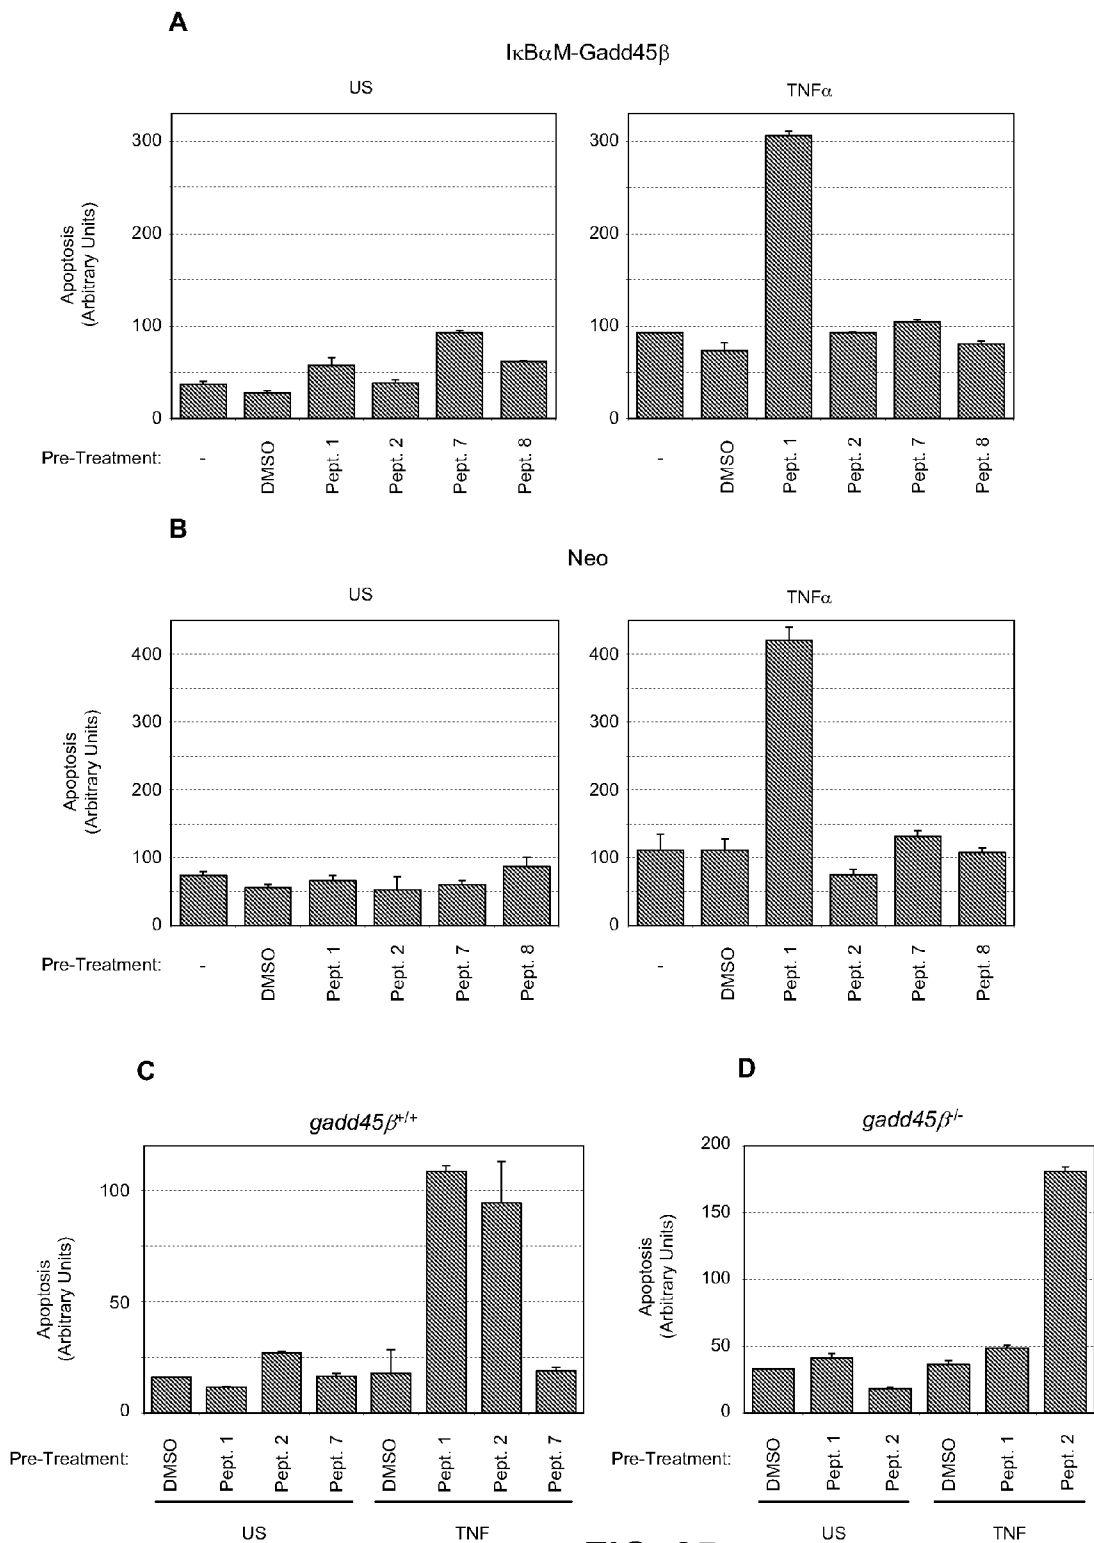 A
IκBαM-Gadd45β
US
TNFα
Apoptosis
(Arbitrary Units)
300
200
100
0
300
200
100
0
Pre-Treatment:
-
DMSO
Pept. 1
Pept. 2
Pept. 7
Pept. 8
-
DMSO
Pept. 1
Pept. 2
Pept. 7
Pept. 8
B
Neo
US
TNFα
Apoptosis
(Arbitrary Units)
400
300
200
100
0
400
300
200
100
0
Pre-Treatment:
-
DMSO
Pept. 1
Pept. 2
Pept. 7
Pept. 8
-
DMSO
Pept. 1
Pept. 2
Pept. 7
Pept. 8
C
gadd45β+/+
Apoptosis
(Arbitrary Units)
100
50
0
Pre-Treatment:
DMSO
Pept. 1
Pept. 2
Pept. 7
DMSO
Pept. 1
Pept. 2
Pept. 7
US
TNF
D
gadd45β-/-
Apoptosis
(Arbitrary Units)
200
150
100
50
0
Pre-Treatment:
DMSO
Pept. 1
Pept. 2
DMSO
Pept. 1
Pept. 2
US
TNF